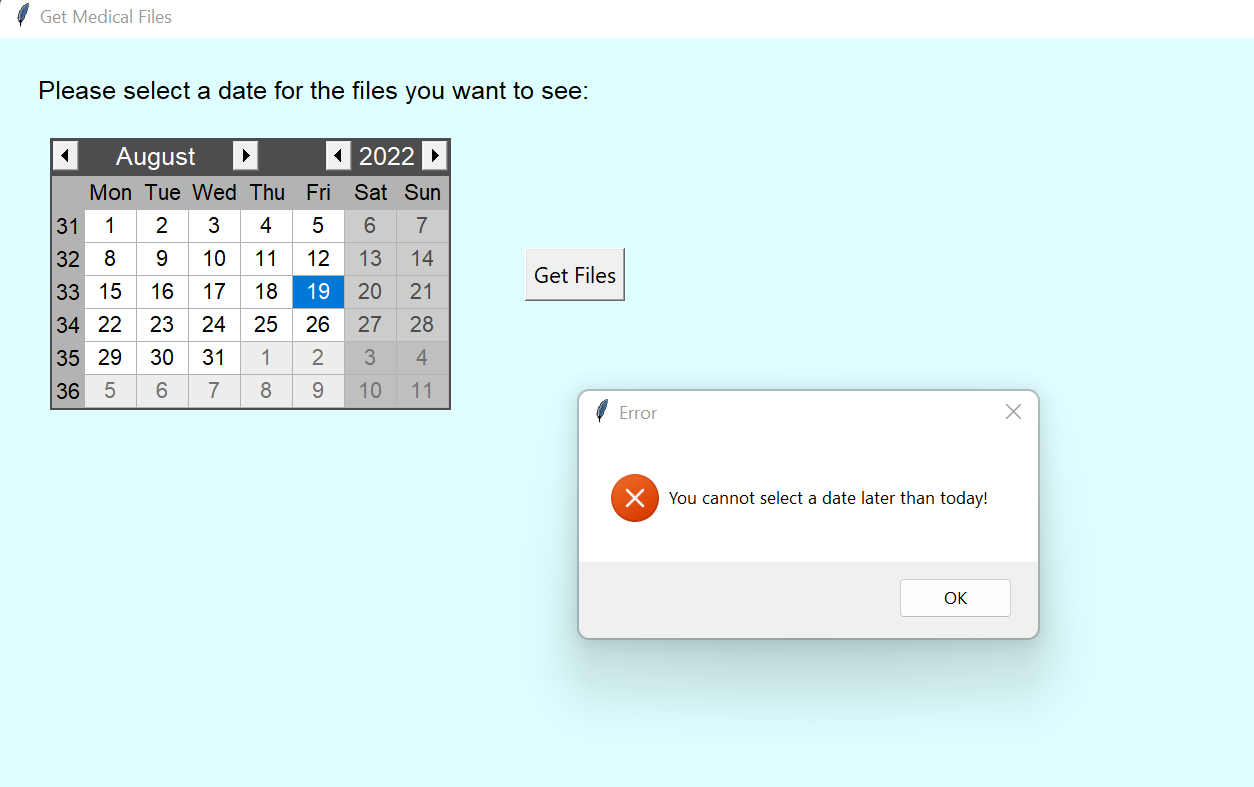 Get Medical Files
Please select a date for the files you want to see:
August 2022
Mon Tue Wed Thu Fri Sat Sun
31 1 2 3 4 5 6 7
32 8 9 10 11 12 13 14
33 15 16 17 18 19 20 21
34 22 23 24 25 26 27 28
35 29 30 31 1 2 3 4
36 5 6 7 8 9 10 11
Get Files
Error
You cannot select a date later than today!
OK